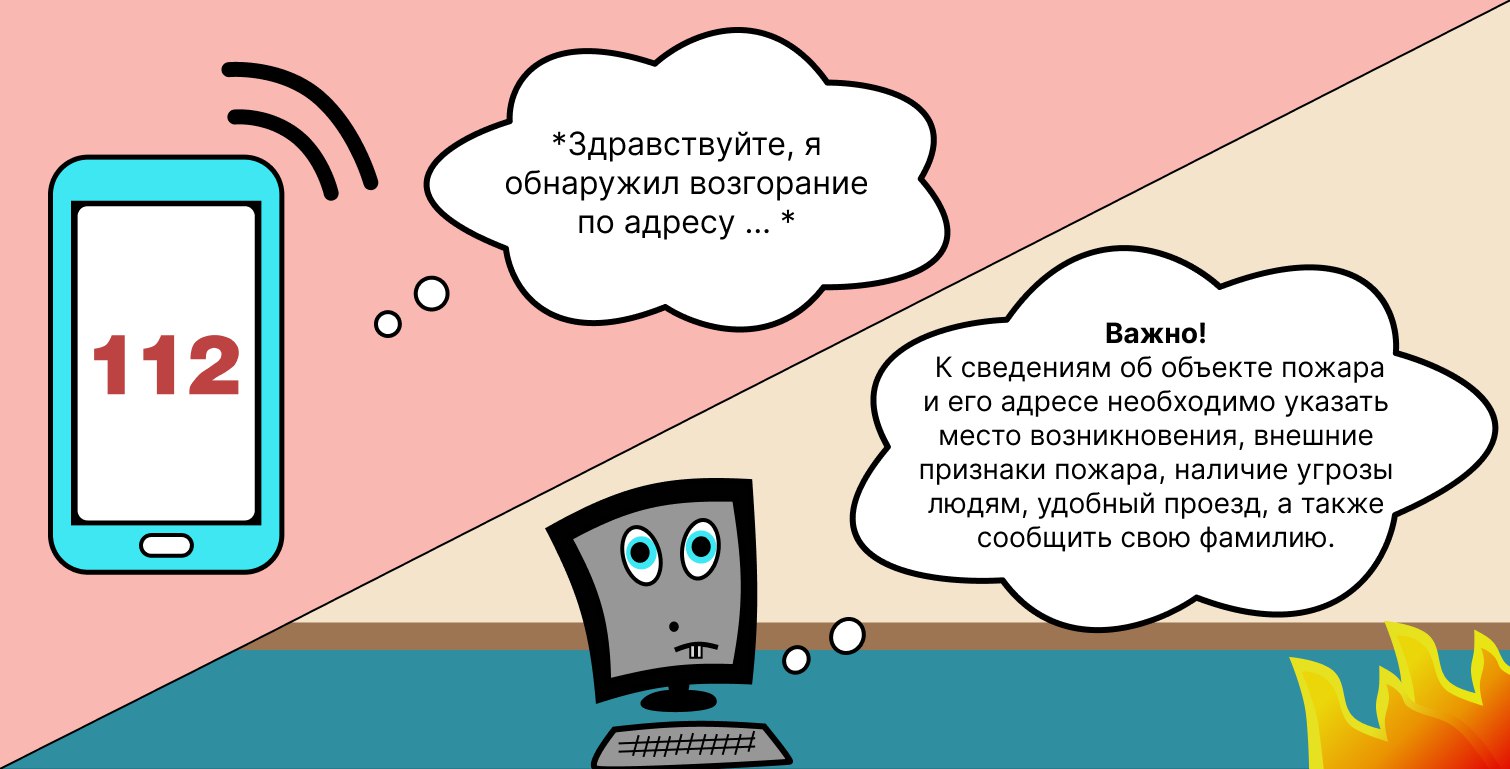 112
*Здравствуйте, я
обнаружил возгорание
по адресу ... *
Важно!
К сведениям об объекте пожара
и его адресе необходимо указать
место возникновения, внешние
признаки пожара, наличие угрозы
людям, удобный проезд, а также
сообщить свою фамилию.